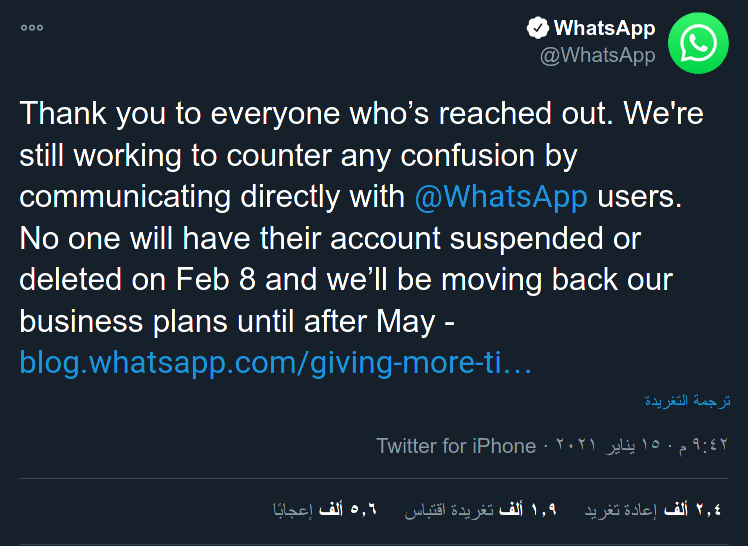 WhatsApp
@WhatsApp
Thank you to everyone who’s reached out. We're
still working to counter any confusion by
communicating directly with @WhatsApp users.
No one will have their account suspended or
deleted on Feb 8 and we’ll be moving back our
business plans until after May -
blog.whatsapp.com/giving-more-ti…
ترجمة التغريدة
٩:٤٢ م · ١٥ يناير ٢٠٢١ · Twitter for iPhone
٢,٤ ألف إعادة تغريد ١,٩ ألف تغريدة اقتباس ٥,٦ ألف إعجابًا